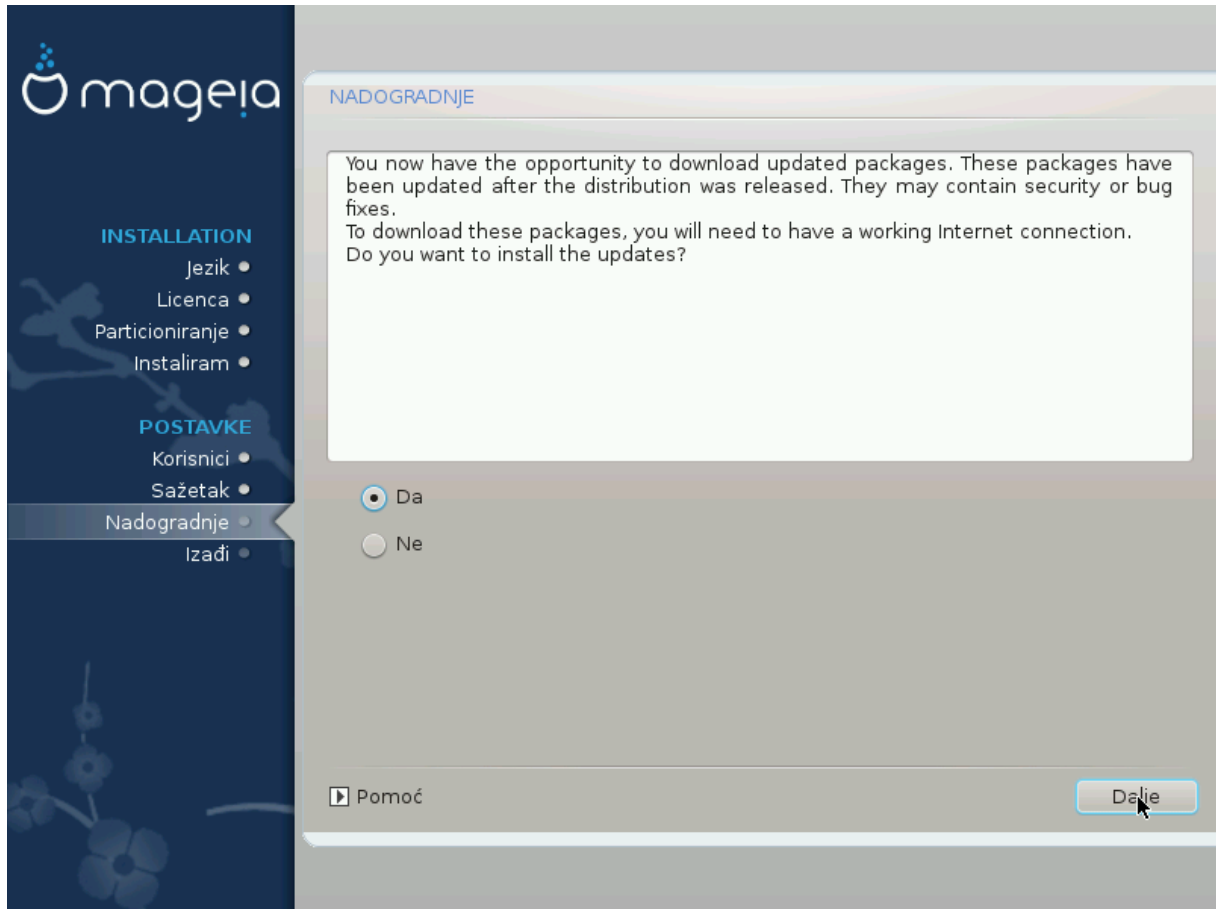 mageia
INSTALLATION
Jezik
Licenca
Particioniranje
Instaliram
POSTAVKE
Korisnici
Sažetak
Nadogradnje
Izađi
NADOGRADNJE
You now have the opportunity to download updated packages. These packages have
been updated after the distribution was released. They may contain security or bug
fixes.
To download these packages, you will need to have a working Internet connection.
Do you want to install the updates?
Da
Ne
Pomoć
Dalje